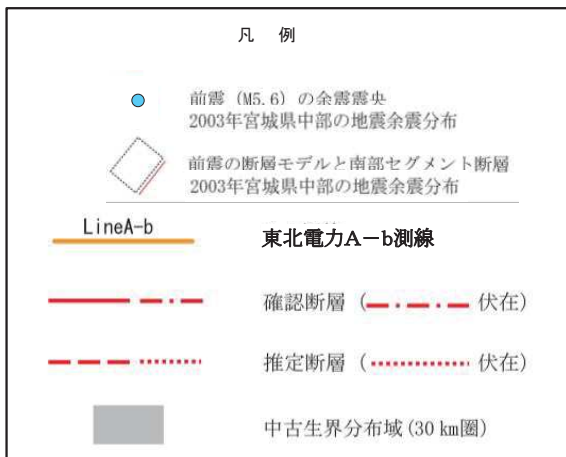 凡 例
前震（M5.6）の余震震央
2003年宮城県中部の地震余震分布
前震の断層モデルと南部セグメント断層
2003年宮城県中部の地震余震分布
LineA-b
東北電力A－b測線
確認断層（ 伏在）
推定断層（ 伏在）
中古生界分布域(30 km圏)